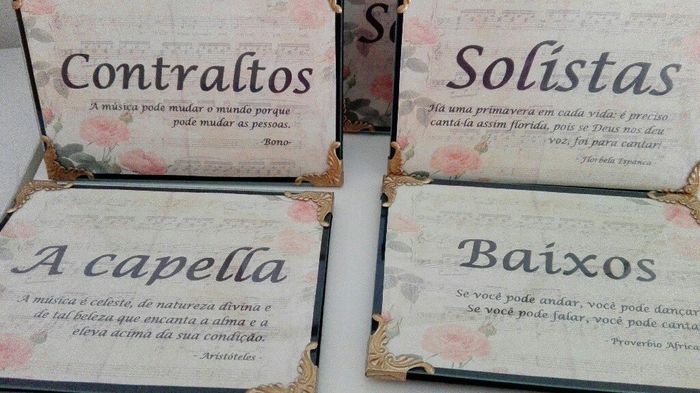 Contraltos
A música pode mudar o mundo porque
pode mudar as pessoas.
-Bono-
S
Solistas
Há uma primavera em cada vida: é preciso
cantá-la assim florida, pois se Deus nos deu
voz, foi para cantar!
- Florbela Espanca
A capella
A música é celeste, de natureza divina e
de tal beleza que encanta a alma e a
eleva acima da sua condição.
- Aristóteles -
Baixos
Se você pode andar, você pode dançar
Se você pode falar, você pode canta
- Proverbio Africa